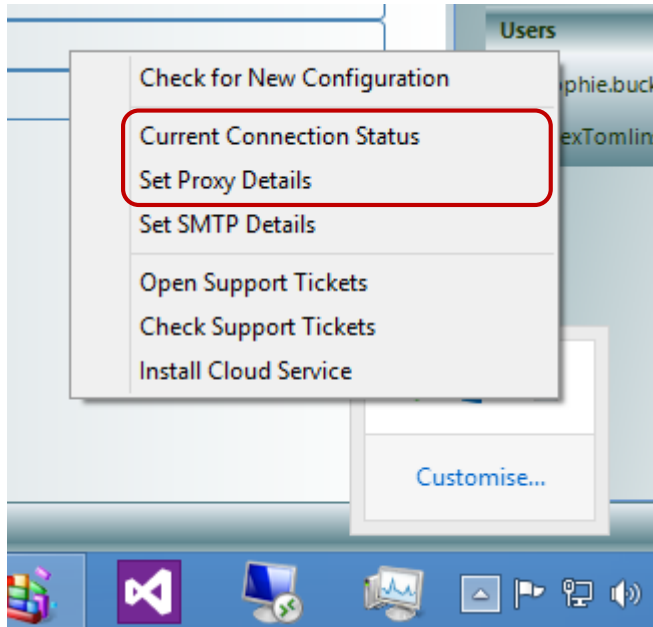 Users
Check for New Configuration
Current Connection Status
Set Proxy Details
Set SMTP Details
Open Support Tickets
Check Support Tickets
Install Cloud Service
Customise...